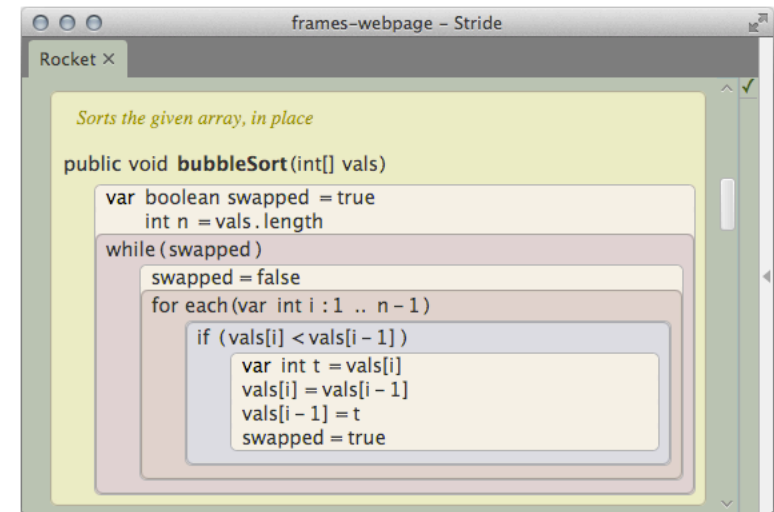 frames-webpage – Stride
Rocket ×
Sorts the given array, in place
public void bubbleSort(int[] vals)
var boolean swapped = true
int n = vals.length
while (swapped)
swapped = false
for each (var int i : 1 .. n – 1)
if (vals[i] < vals[i – 1])
var int t = vals[i]
vals[i] = vals[i – 1]
vals[i – 1] = t
swapped = true